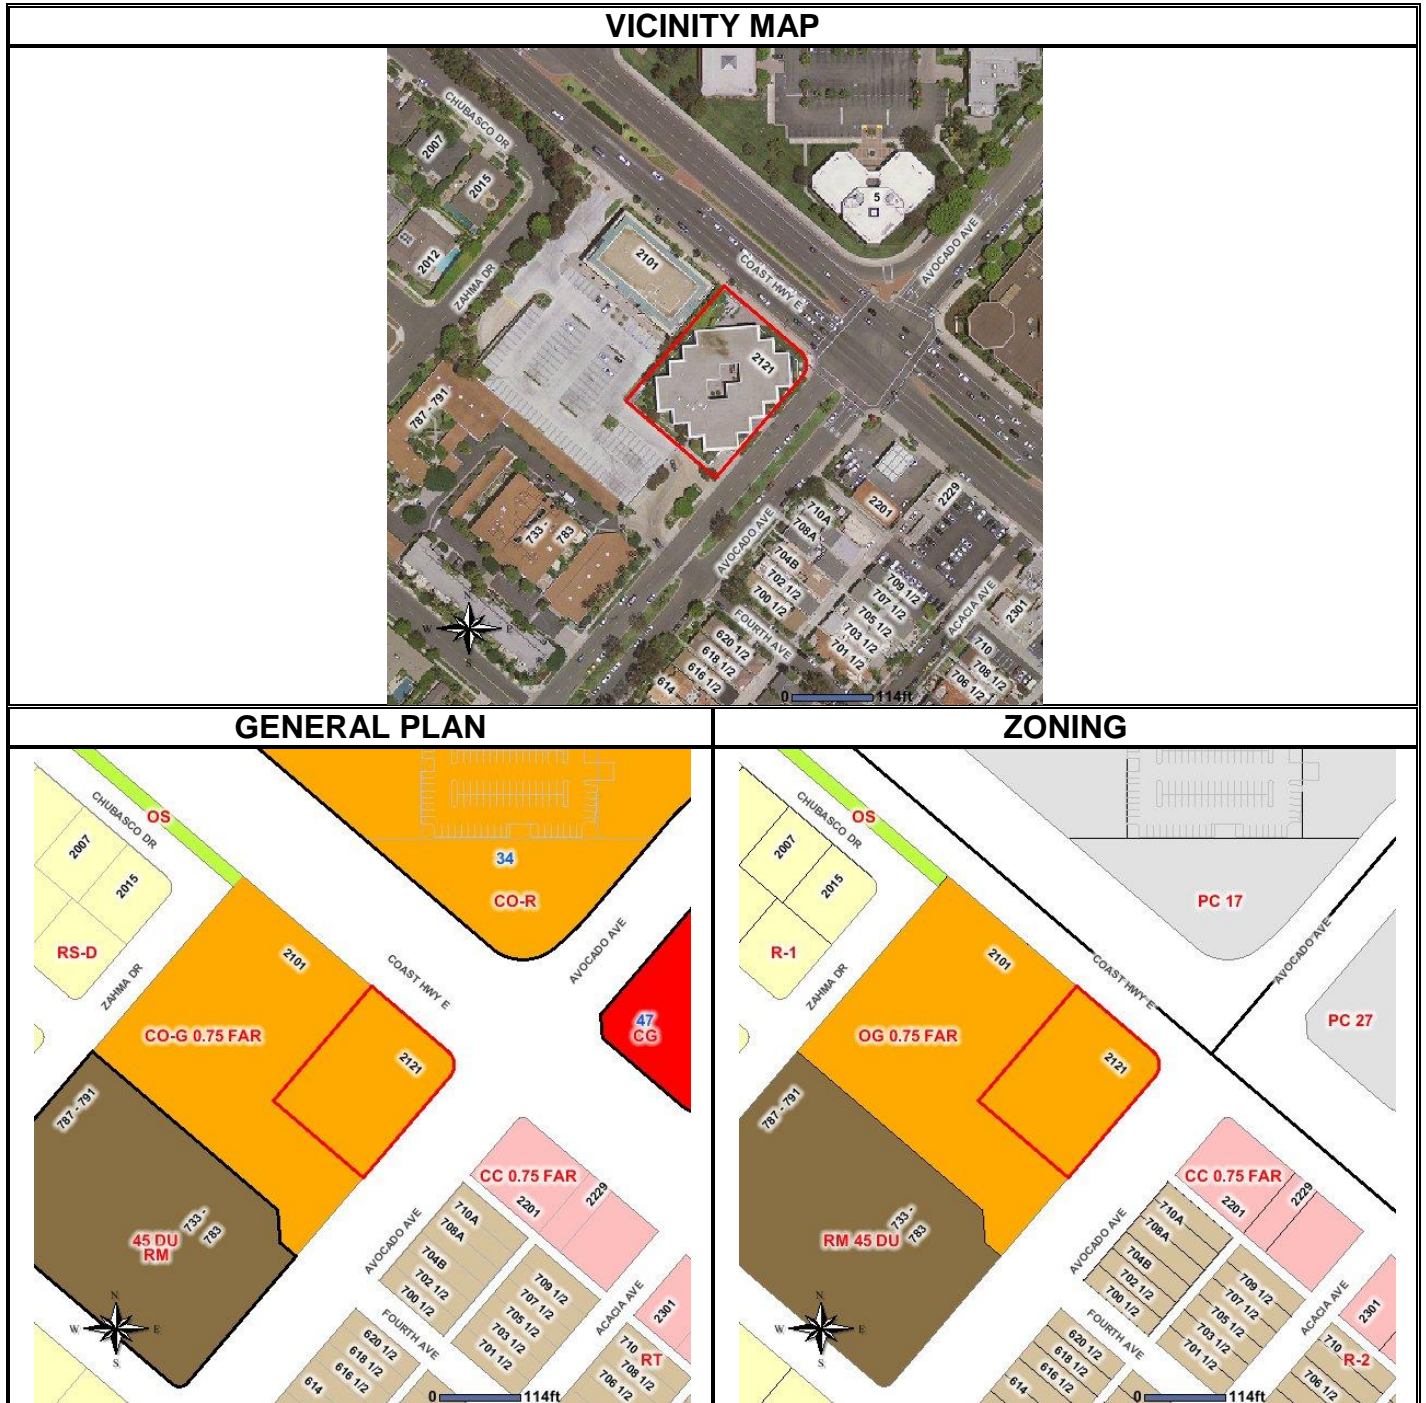 VICINITY MAP
CHUBASCO DR
2007
2015
2012
ZAHMA DR
2101
COAST HWY E
5
AVOCADO AVE
2121
787 - 791
733 -
783
AVOCADO AVE
710A
708A
704B
702 1/2
700 1/2
2201
2229
709 1/2
707 1/2
705 1/2
703 1/2
701 1/2
ACACIA AVE
2301
710
708 1/2
706 1/2
FOURTH AVE
620 1/2
618 1/2
616 1/2
614
W
E
S
0
114ft
GENERAL PLAN
OS
CHUBASCO DR
2007
2015
RS-D
ZAHMA DR
34
CO-R
2101
COAST HWY E
AVOCADO AVE
47
CG
CO-G 0.75 FAR
2121
787 - 791
45 DU
RM
733 -
783
CC 0.75 FAR
2201
2229
AVOCADO AVE
710A
708A
704B
702 1/2
700 1/2
709 1/2
707 1/2
705 1/2
703 1/2
701 1/2
ACACIA AVE
2301
710
RT
708 1/2
706 1/2
FOURTH AVE
620 1/2
618 1/2
616 1/2
614
N
W
E
S
0
114ft
ZONING
OS
CHUBASCO DR
2007
2015
R-1
ZAHMA DR
PC 17
2101
COAST HWY E
AVOCADO AVE
PC 27
OG 0.75 FAR
2121
787 - 791
RM 45 DU
733 -
783
CC 0.75 FAR
2201
2229
AVOCADO AVE
710A
708A
704B
702 1/2
700 1/2
709 1/2
707 1/2
705 1/2
703 1/2
701 1/2
ACACIA AVE
2301
710
R-2
708 1/2
706 1/2
FOURTH AVE
620 1/2
618 1/2
616 1/2
614
N
W
E
S
0
114ft